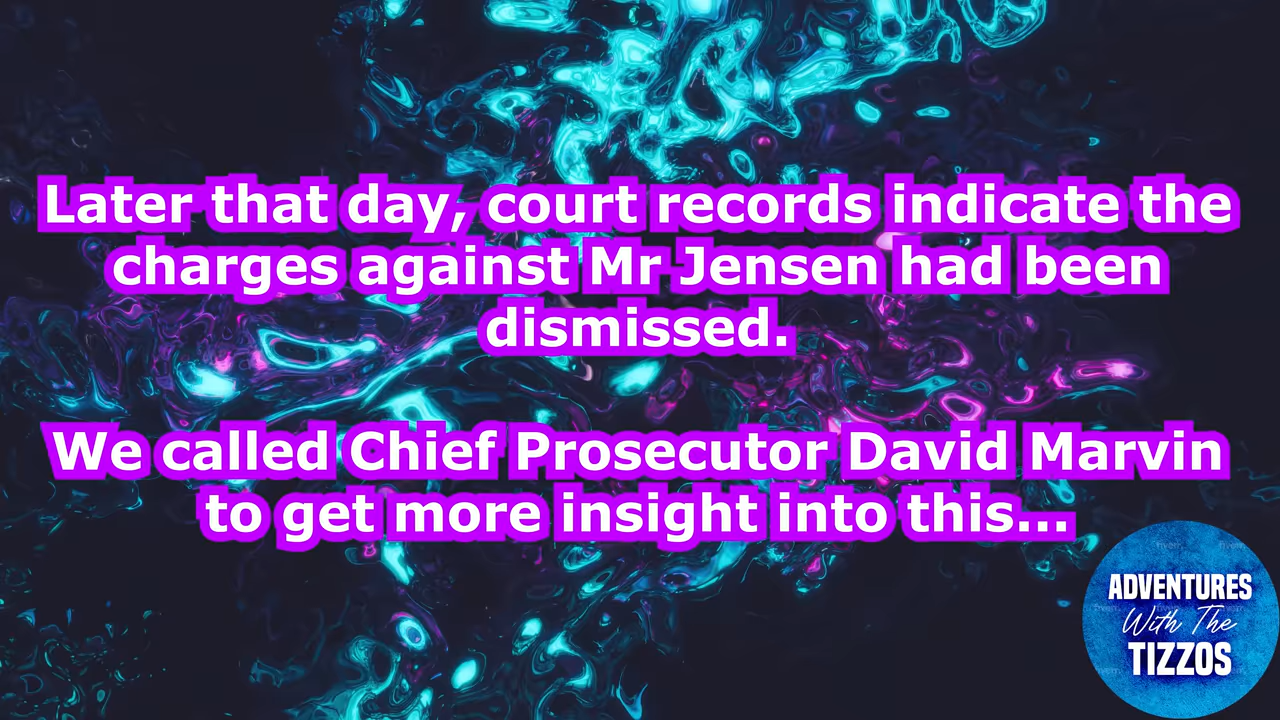 Later that day, court records indicate the
charges against Mr Jensen had been
dismissed.
We called Chief Prosecutor David Marvin
to get more insight into this...
ADVENTURES
With The
TIZZOS